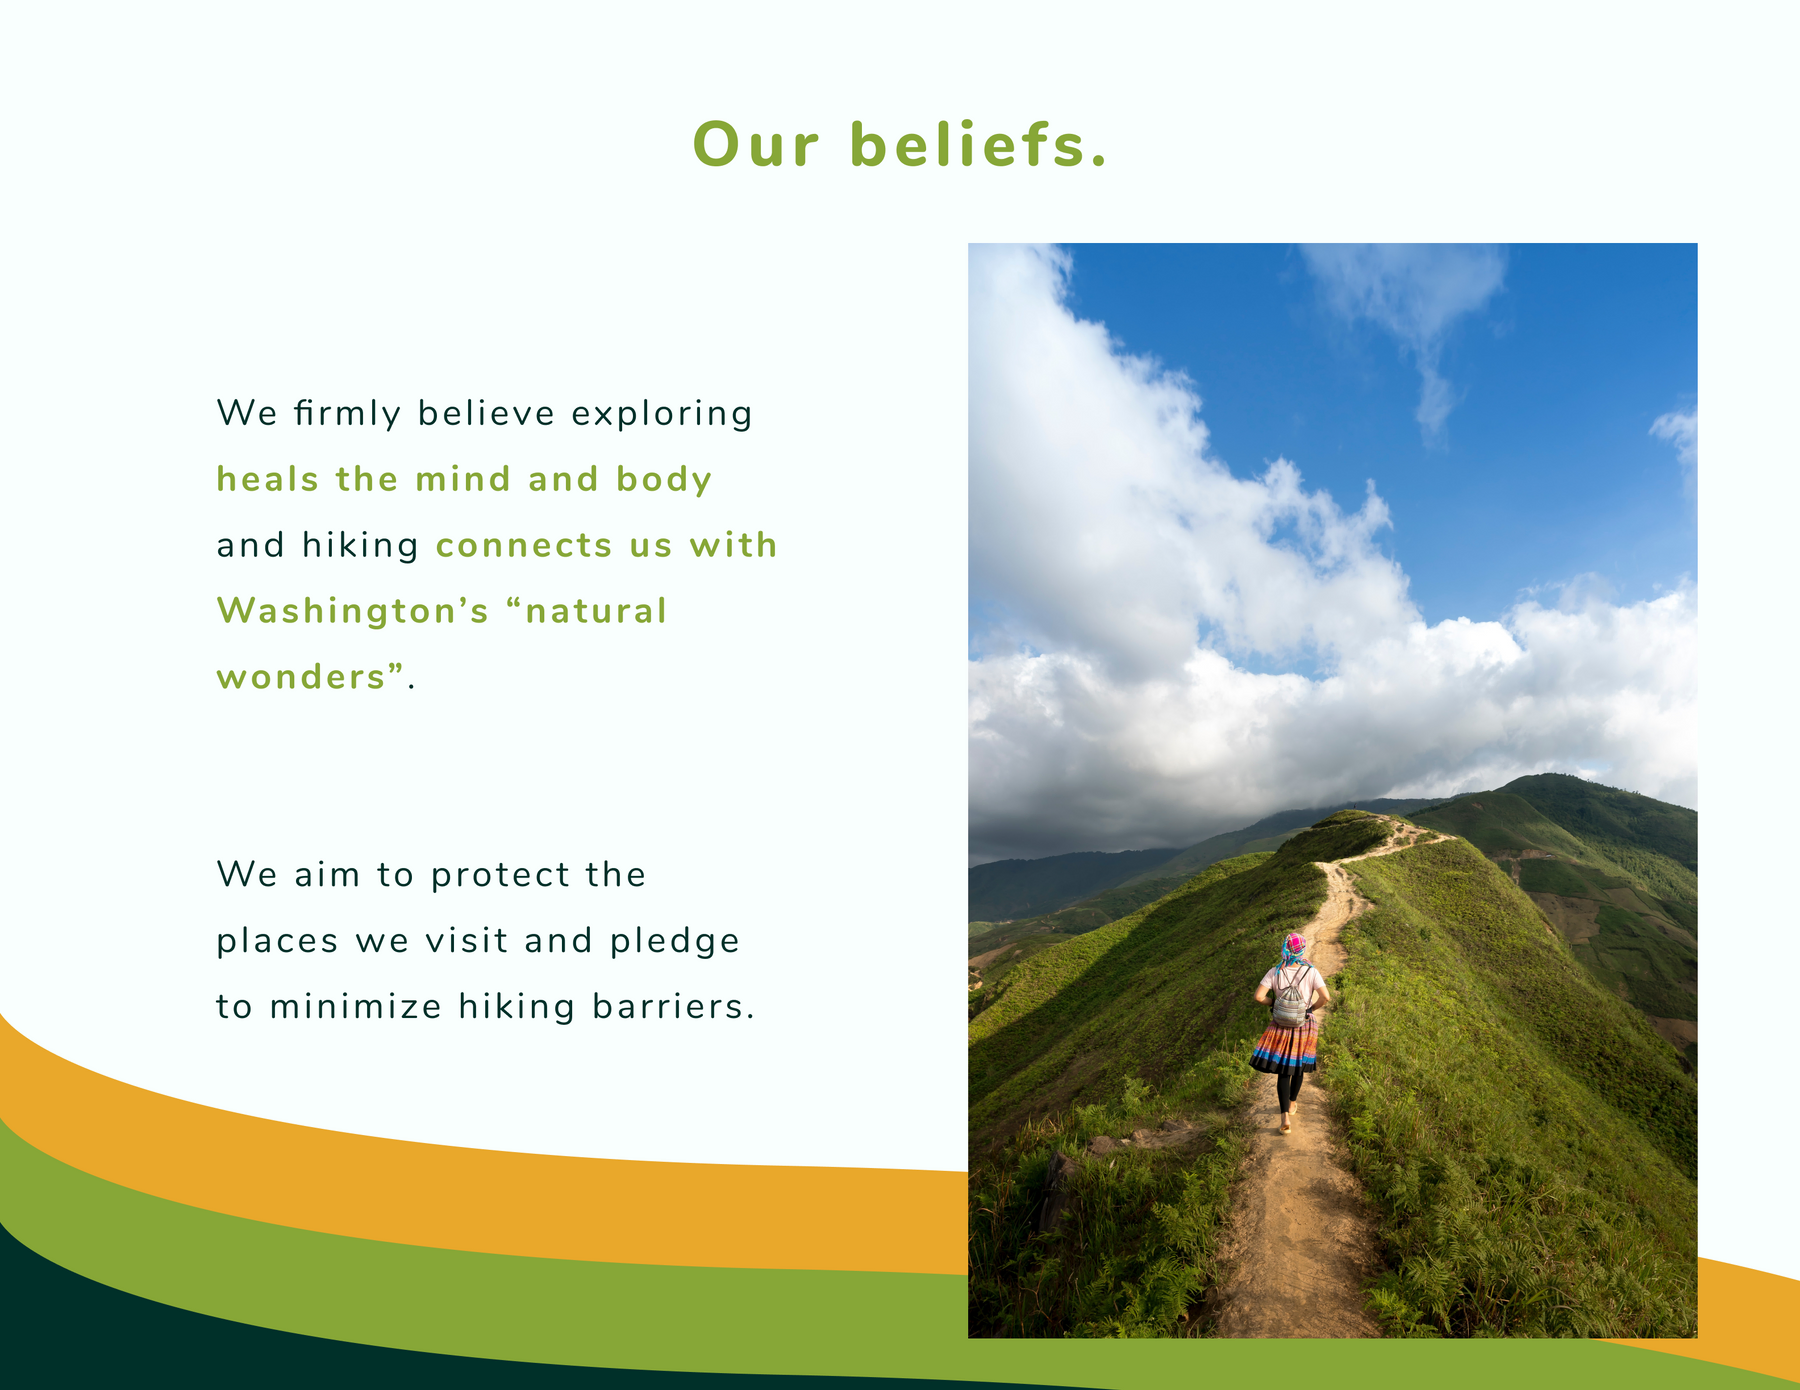 Our beliefs.
We firmly believe exploring
heals the mind and body
and hiking connects us with
Washington’s “natural
wonders”.
We aim to protect the
places we visit and pledge
to minimize hiking barriers.